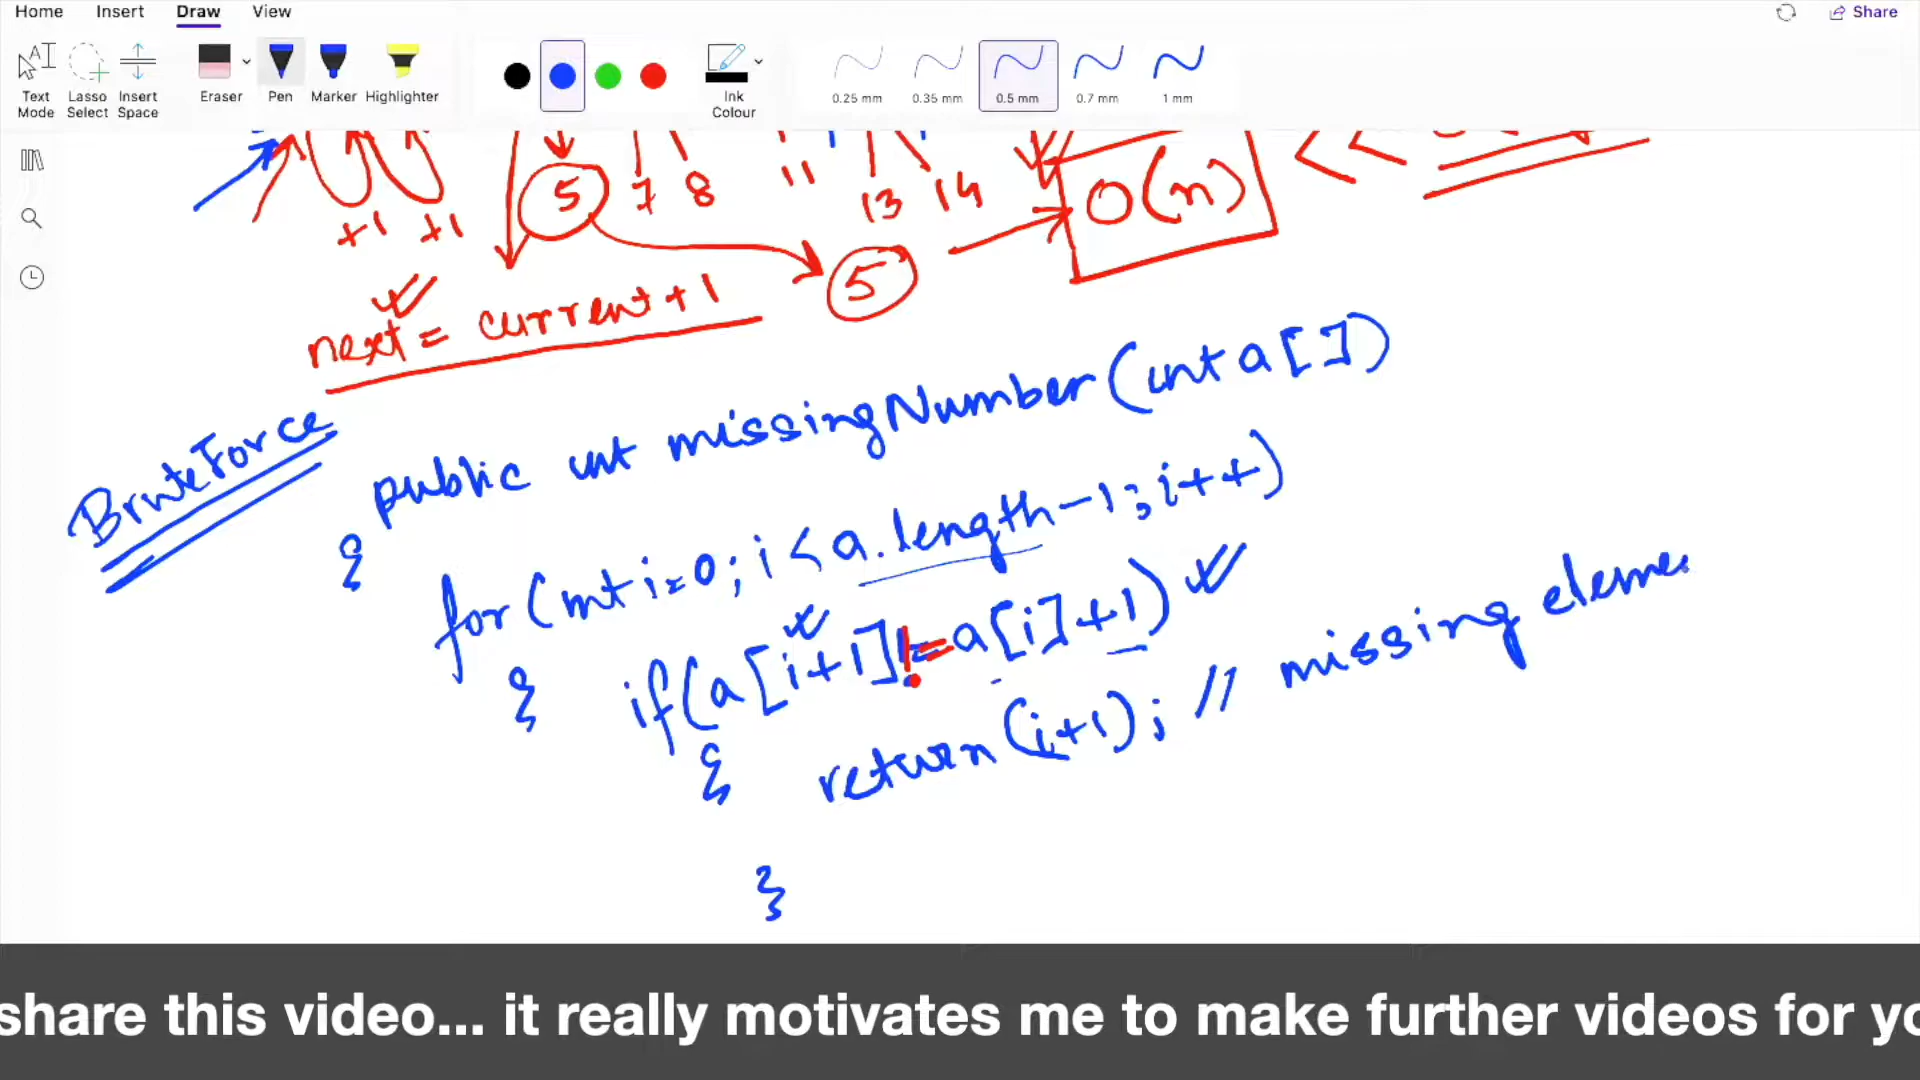 Home Insert Draw View
Share
Text Mode
Lasso Select
Insert Space
Eraser
Pen
Marker
Highlighter
Ink Colour
0.25 mm
0.35 mm
0.5 mm
0.7 mm
1 mm
5 7 8 11 13 14 O(n) <<
+1 +1
5
next = current+1
BruteForce
public int missingNumber(int a[])
{
for(int i=0; i<a.length-1; i++)
{ if(a[i+1]!=a[i]+1)
{ return(i+1); // missing eleme
}
share this video... it really motivates me to make further videos for yo